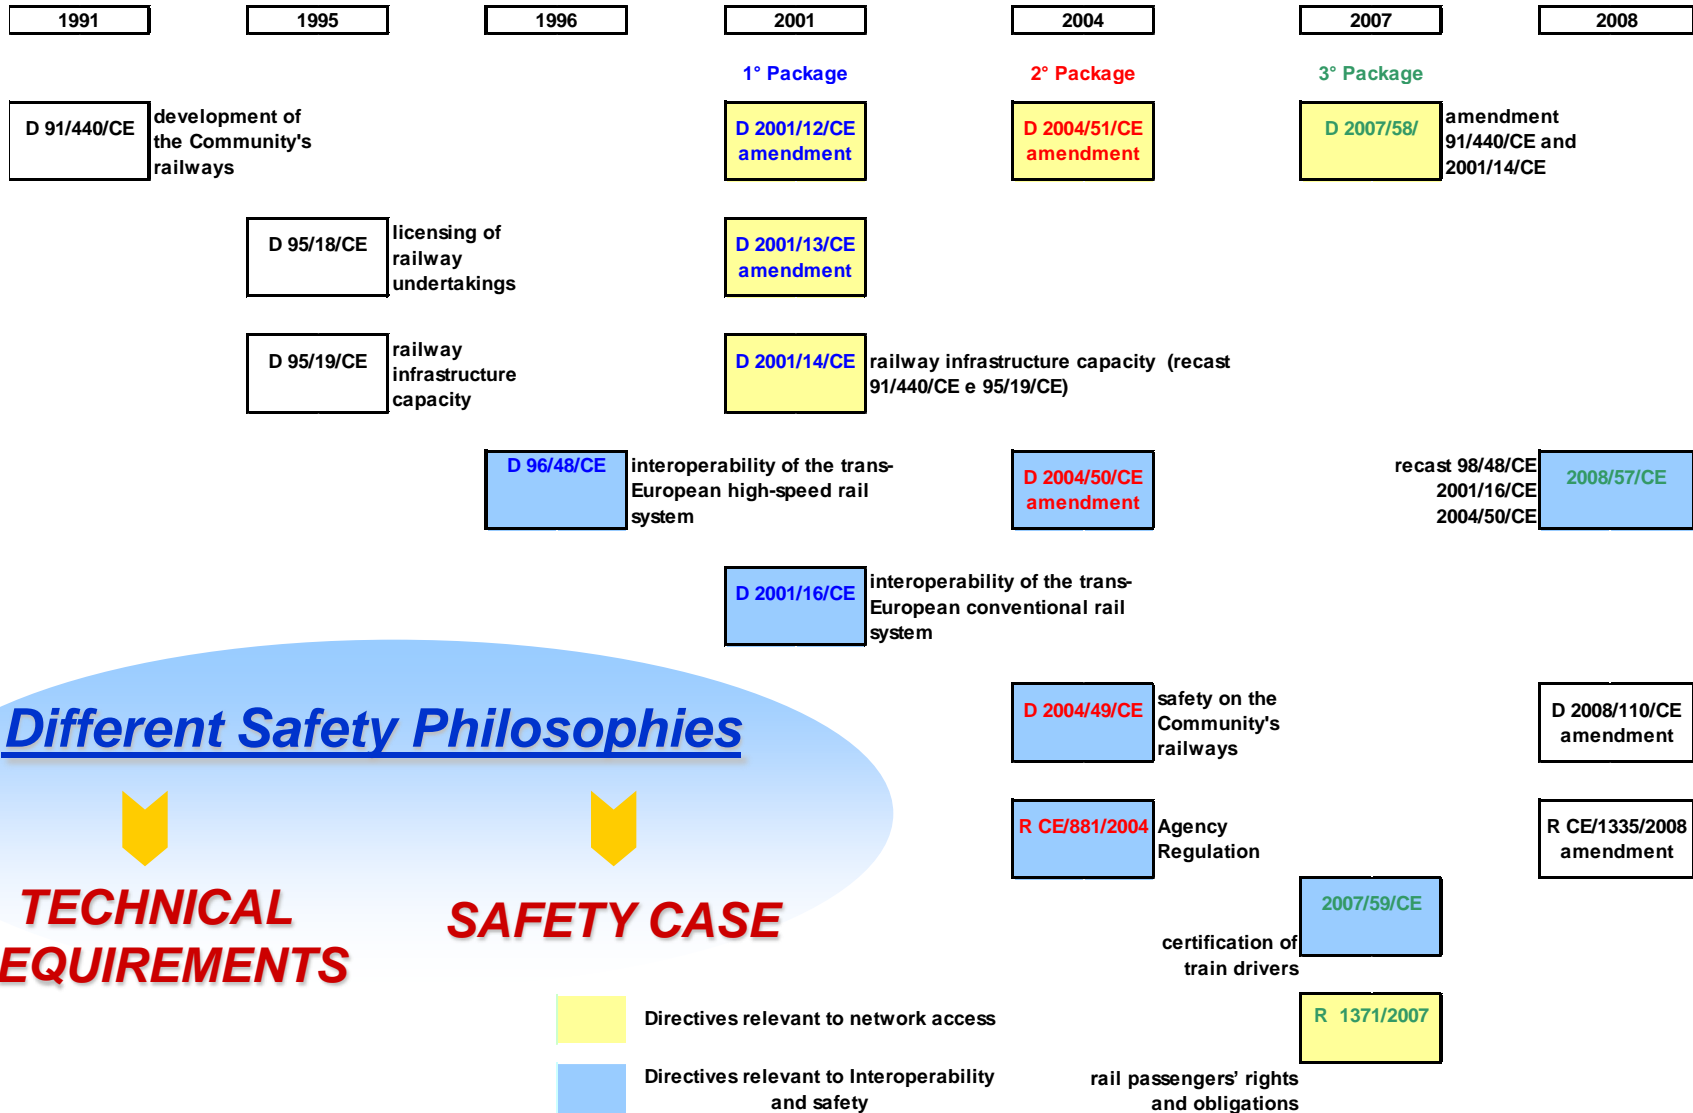 1991 1995 1996 2001 2004 2007 2008
1° Package 2° Package 3° Package
D 91/440/CE
development of
the Community's
railways
D 2001/12/CE
amendment
D 2004/51/CE
amendment
D 2007/58/
amendment
91/440/CE and
2001/14/CE
D 95/18/CE
licensing of
railway
undertakings
D 2001/13/CE
amendment
D 95/19/CE
railway
infrastructure
capacity
D 2001/14/CE
railway infrastructure capacity (recast
91/440/CE e 95/19/CE)
D 96/48/CE
interoperability of the trans-
European high-speed rail
system
D 2004/50/CE
amendment
recast 98/48/CE
2001/16/CE
2004/50/CE
2008/57/CE
D 2001/16/CE
interoperability of the trans-
European conventional rail
system
Different Safety Philosophies
TECHNICAL
EQUIREMENTS
SAFETY CASE
D 2004/49/CE
safety on the
Community's
railways
D 2008/110/CE
amendment
R CE/881/2004
Agency
Regulation
R CE/1335/2008
amendment
2007/59/CE
certification of
train drivers
R 1371/2007
rail passengers’ rights
and obligations
Directives relevant to network access
Directives relevant to Interoperability
and safety